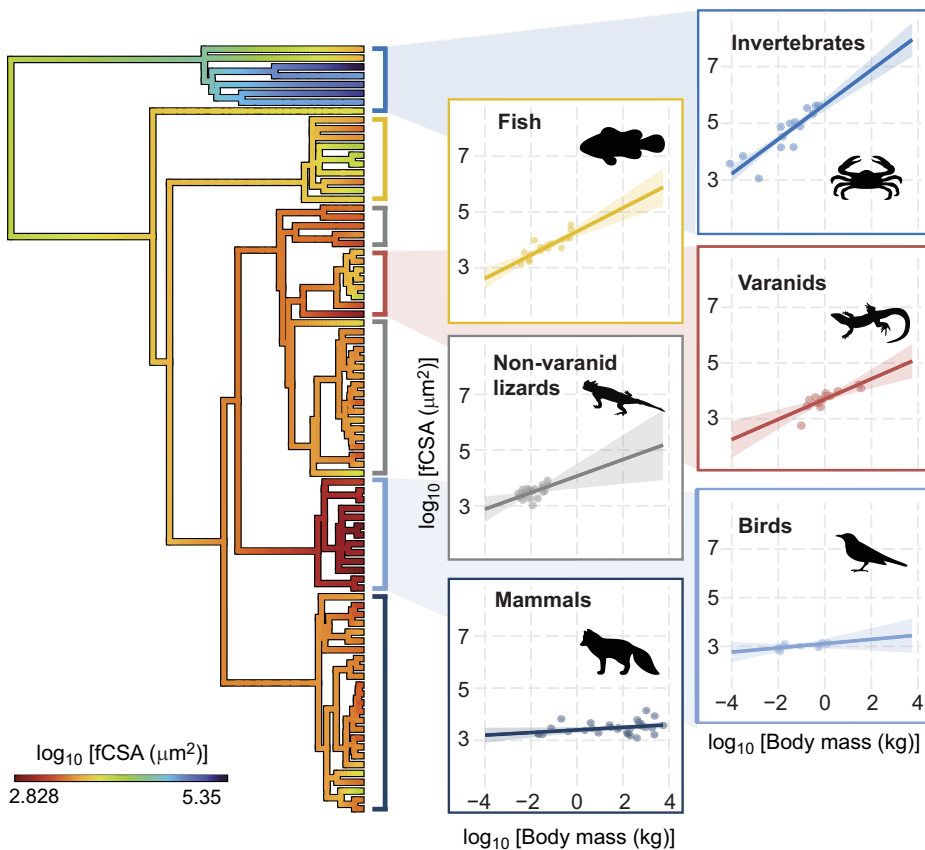 Invertebrates
7
5
3
Fish
7
5
3
Varanids
7
5
3
Non-varanid
lizards
7
5
3
log10 [fCSA (μm²)]
Birds
7
5
3
−4 −2 0 2 4
log10 [Body mass (kg)]
Mammals
7
5
3
−4 −2 0 2 4
log10 [Body mass (kg)]
log10 [fCSA (μm²)]
2.828 5.35